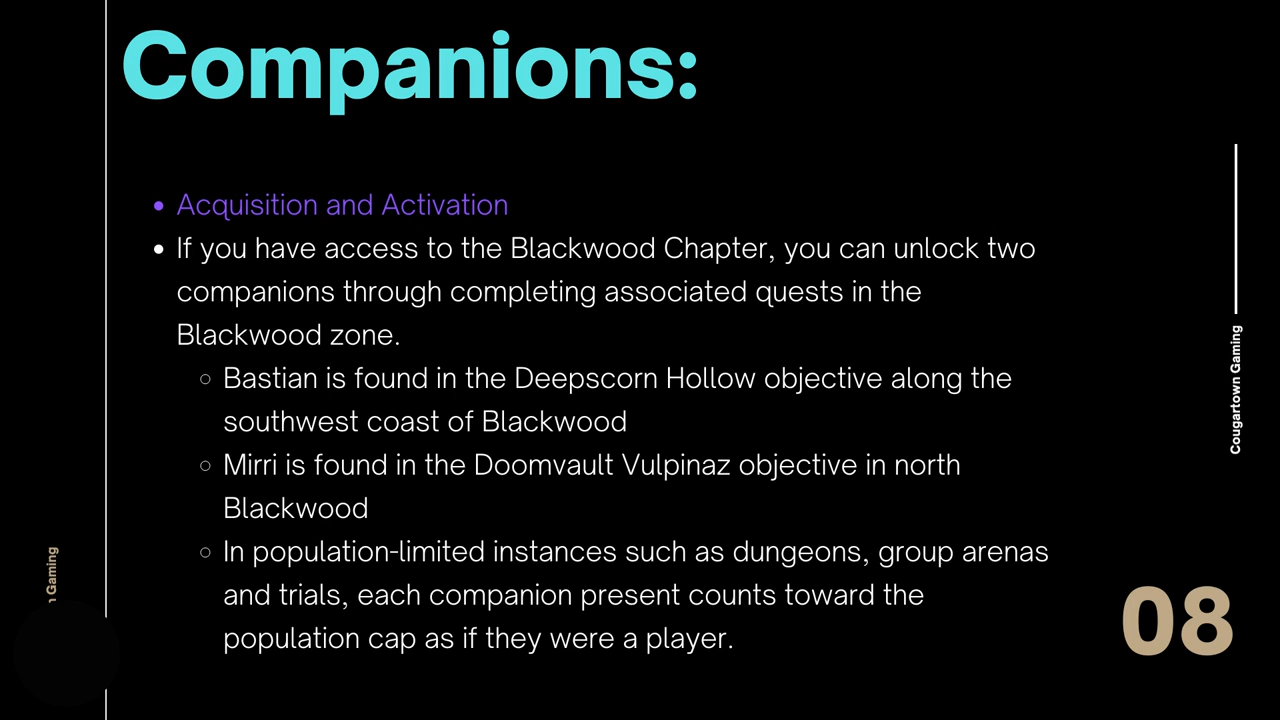 Companions:
Acquisition and Activation
If you have access to the Blackwood Chapter, you can unlock two
companions through completing associated quests in the
Blackwood zone.
Bastian is found in the Deepscorn Hollow objective along the
southwest coast of Blackwood
Mirri is found in the Doomvault Vulpinaz objective in north
Blackwood
In population-limited instances such as dungeons, group arenas
and trials, each companion present counts toward the
population cap as if they were a player.
Cougartown Gaming
Gaming
08